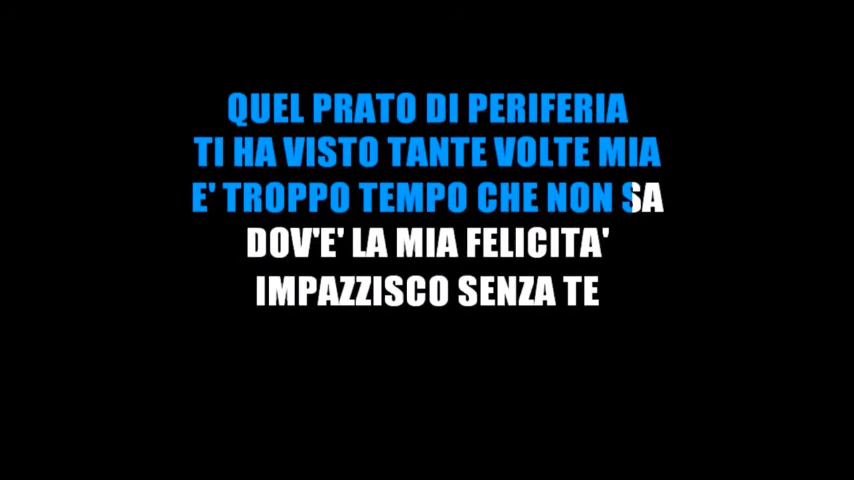 QUEL PRATO DI PERIFERIA
TI HA VISTO TANTE VOLTE MIA
E' TROPPO TEMPO CHE NON SA
DOV'E' LA MIA FELICITA'
IMPAZZISCO SENZA TE